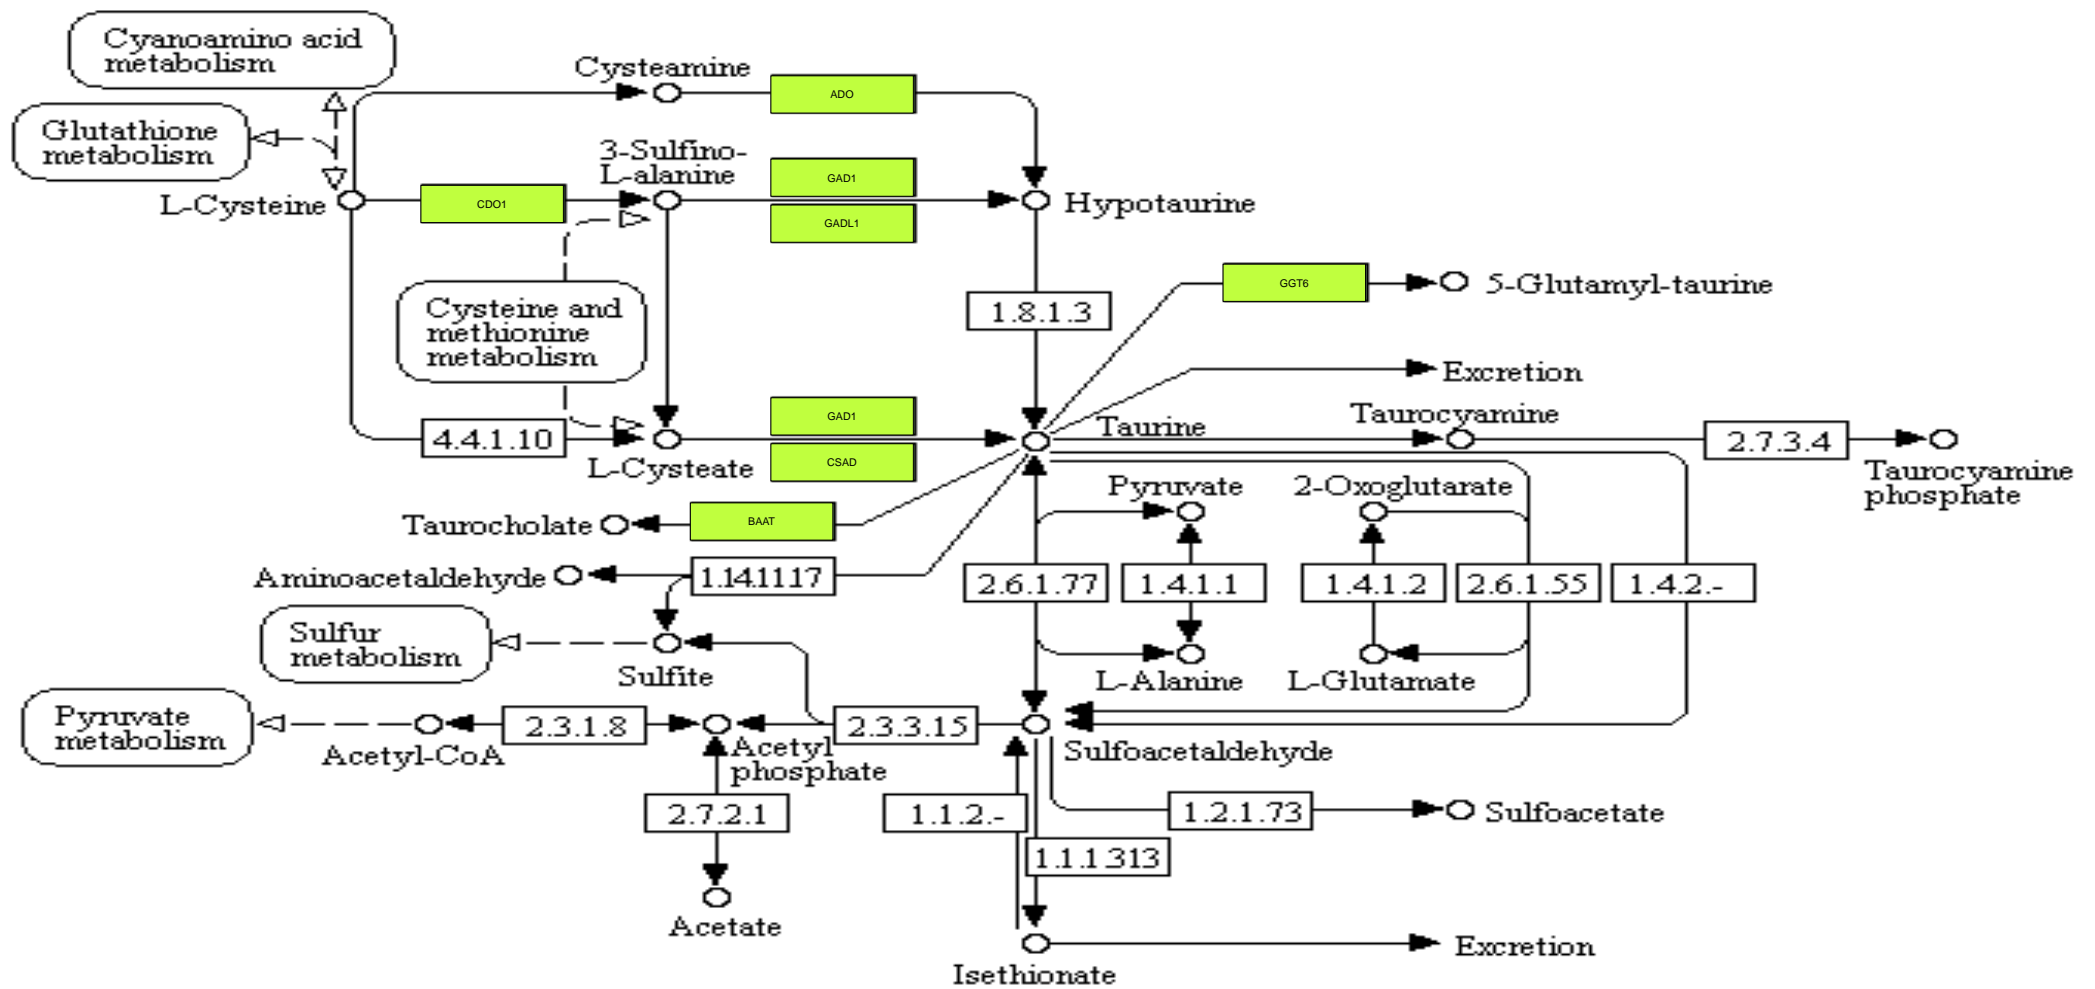 Cyanoamino acid
metabolism
Cysteamine
ADO
Glutathione
metabolism
3-Sulfino-
L-alanine
GAD1
L-Cysteine
CDO1
GADL1
Hypotaurine
GGT6
5-Glutamyl-taurine
Cysteine and
methionine
metabolism
1.8.1.3
Excretion
GAD1
Taurine
Taurocyamine
4.4.1.10
2.7.3.4
L-Cysteate
CSAD
Taurocyamine
phosphate
Pyruvate
2-Oxoglutarate
Taurocholate
BAAT
Aminoacetaldehyde
1.14.11.17
2.6.1.77
1.4.1.1
1.4.1.2
2.6.1.55
1.4.2.-
Sulfur
metabolism
Sulfite
L-Alanine
L-Glutamate
Pyruvate
metabolism
2.3.1.8
2.3.3.15
Acetyl-CoA
Acetyl
phosphate
Sulfoacetaldehyde
2.7.2.1
1.1.2.-
1.2.1.73
Sulfoacetate
1.1.1.313
Acetate
Excretion
Isethionate